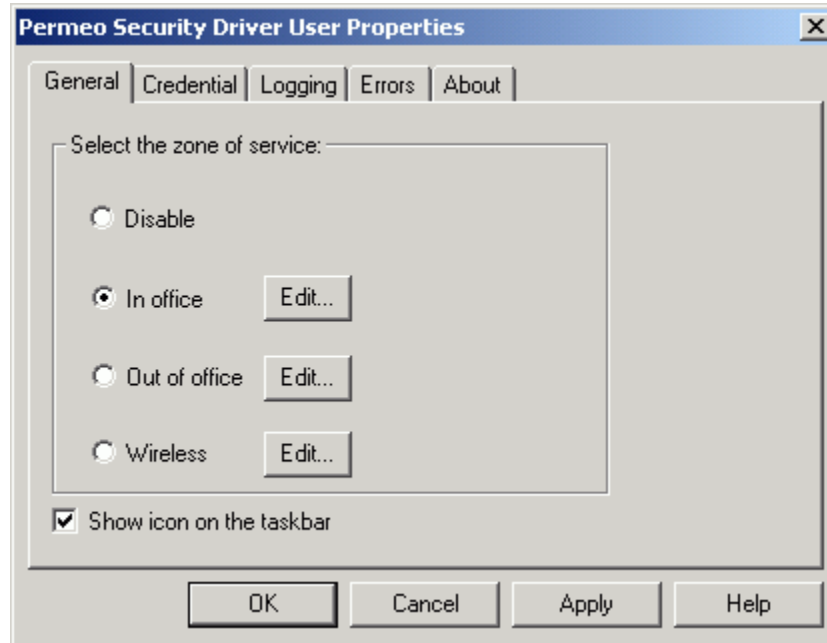 Permeo Security Driver User Properties
General Credential Logging Errors About
Select the zone of service:
Disable
In office Edit...
Out of office Edit...
Wireless Edit...
Show icon on the taskbar
OK Cancel Apply Help